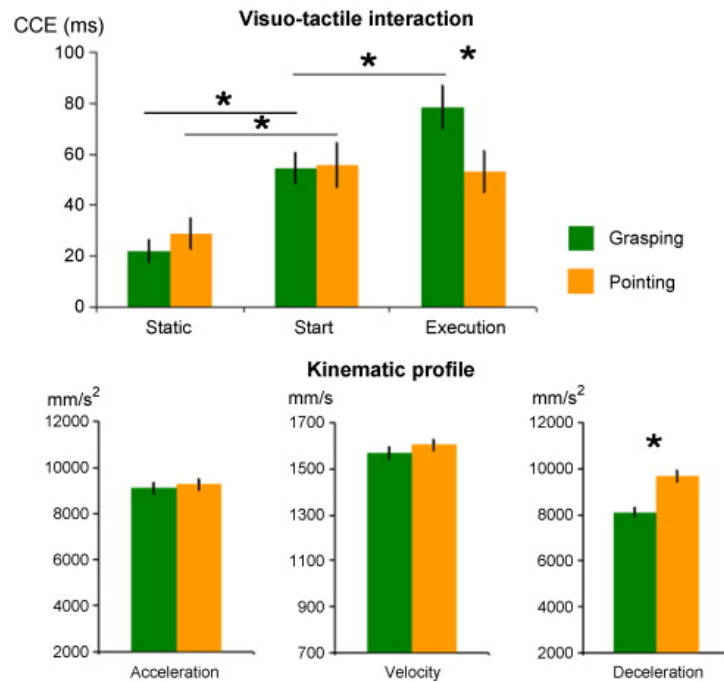 Visuo-tactile interaction
CCE (ms)
100
80
60
40
20
0
* * * *
Static Start Execution
Grasping
Pointing
Kinematic profile
mm/s² mm/s mm/s²
12000 1700 12000
10000 1500 10000
8000 1300 8000
6000 1100 6000
4000 900 4000
2000 700 2000
*
Acceleration Velocity Deceleration